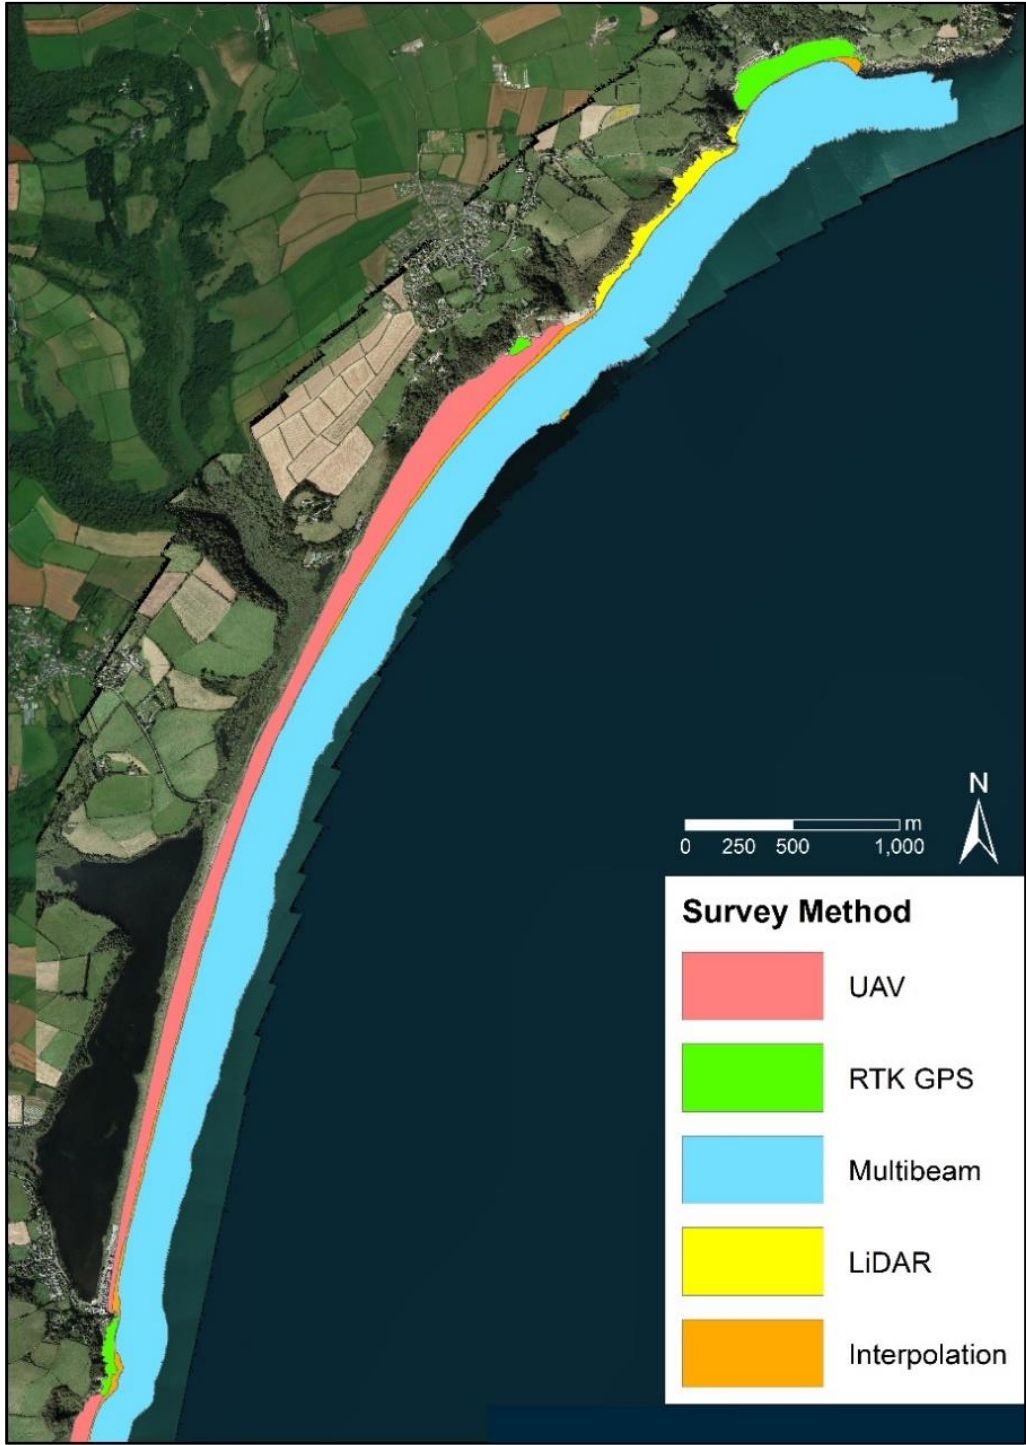 N
m
0 250 500 1,000
Survey Method
UAV
RTK GPS
Multibeam
LiDAR
Interpolation